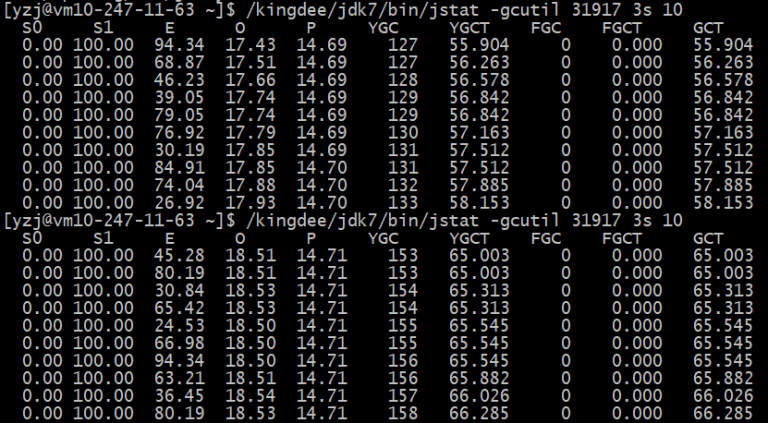 [yzj@vm10-247-11-63 ~]$ /kingdee/jdk7/bin/jstat -gcutil 31917 3s 10
S0 S1 E O P YGC YGCT FGC FGCT GCT
0.00 100.00 94.34 17.43 14.69 127 55.904 0 0.000 55.904
0.00 100.00 68.87 17.51 14.69 127 56.263 0 0.000 56.263
0.00 100.00 46.23 17.66 14.69 128 56.578 0 0.000 56.578
0.00 100.00 39.05 17.74 14.69 129 56.842 0 0.000 56.842
0.00 100.00 79.05 17.74 14.69 129 56.842 0 0.000 56.842
0.00 100.00 76.92 17.79 14.69 130 57.163 0 0.000 57.163
0.00 100.00 30.19 17.85 14.69 131 57.512 0 0.000 57.512
0.00 100.00 84.91 17.85 14.70 131 57.512 0 0.000 57.512
0.00 100.00 74.04 17.88 14.70 132 57.885 0 0.000 57.885
0.00 100.00 26.92 17.93 14.70 133 58.153 0 0.000 58.153
[yzj@vm10-247-11-63 ~]$ /kingdee/jdk7/bin/jstat -gcutil 31917 3s 10
S0 S1 E O P YGC YGCT FGC FGCT GCT
0.00 100.00 45.28 18.51 14.71 153 65.003 0 0.000 65.003
0.00 100.00 80.19 18.51 14.71 153 65.003 0 0.000 65.003
0.00 100.00 30.84 18.53 14.71 154 65.313 0 0.000 65.313
0.00 100.00 65.42 18.53 14.71 154 65.313 0 0.000 65.313
0.00 100.00 24.53 18.50 14.71 155 65.545 0 0.000 65.545
0.00 100.00 66.98 18.50 14.71 155 65.545 0 0.000 65.545
0.00 100.00 94.34 18.50 14.71 156 65.545 0 0.000 65.545
0.00 100.00 63.21 18.51 14.71 156 65.882 0 0.000 65.882
0.00 100.00 36.45 18.54 14.71 157 66.026 0 0.000 66.026
0.00 100.00 80.19 18.53 14.71 158 66.285 0 0.000 66.285